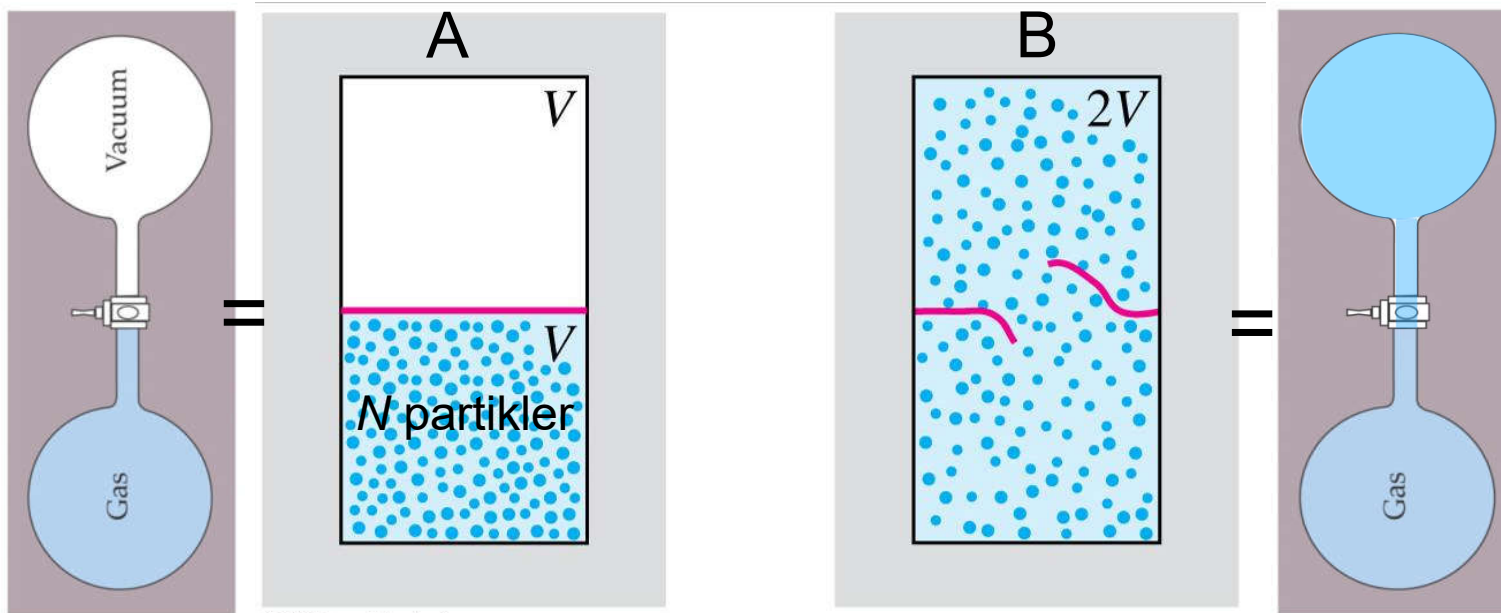 A
B
Vacuum
V
2V
=
=
V
N partikler
Gas
Gas